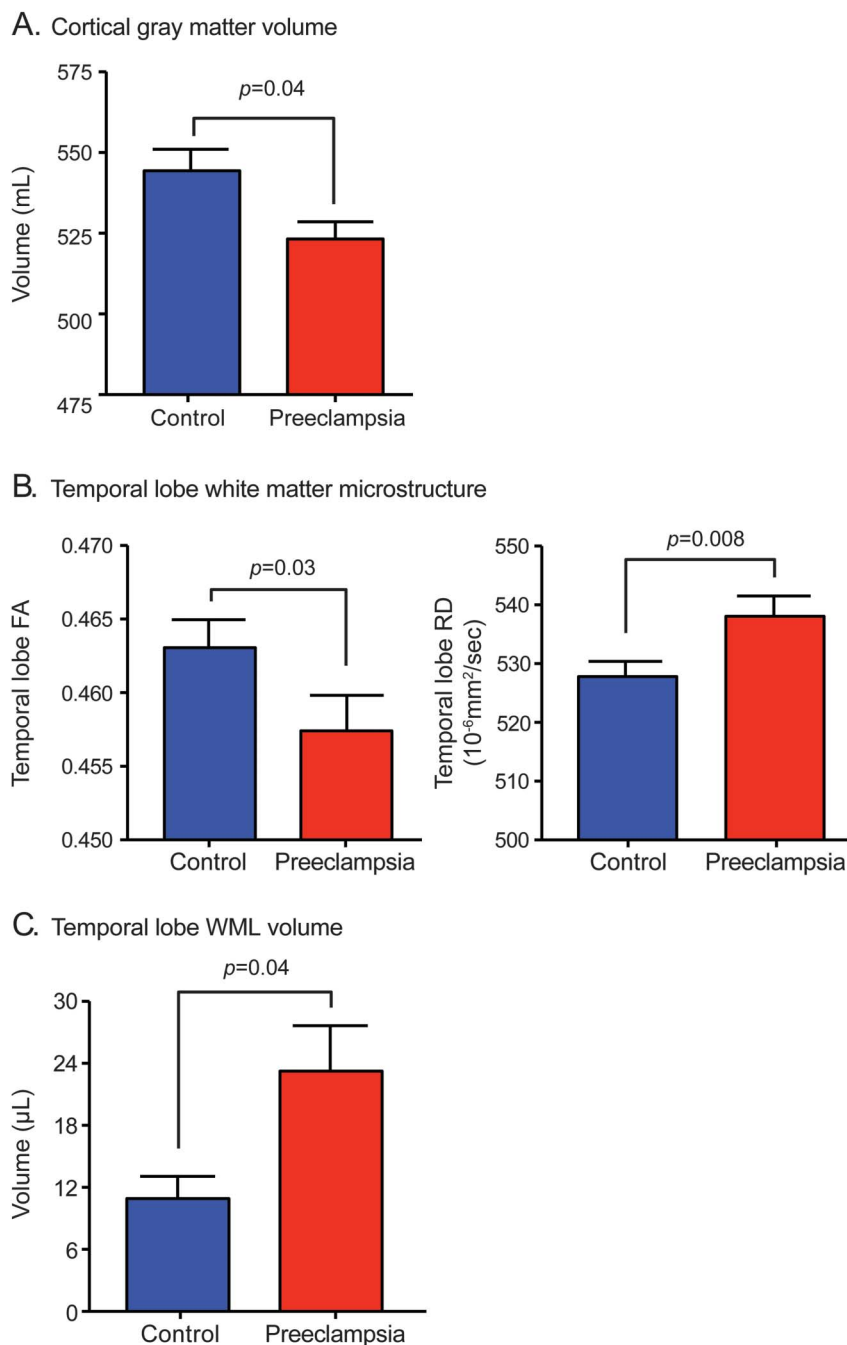 A. Cortical gray matter volume
575
550
525
500
475
Volume (mL)
p=0.04
Control Preeclampsia
B. Temporal lobe white matter microstructure
0.470
0.465
0.460
0.455
0.450
Temporal lobe FA
p=0.03
Control Preeclampsia
550
540
530
520
510
500
Temporal lobe RD
(10⁻⁶mm²/sec)
p=0.008
Control Preeclampsia
C. Temporal lobe WML volume
30
24
18
12
6
0
Volume (µL)
p=0.04
Control Preeclampsia